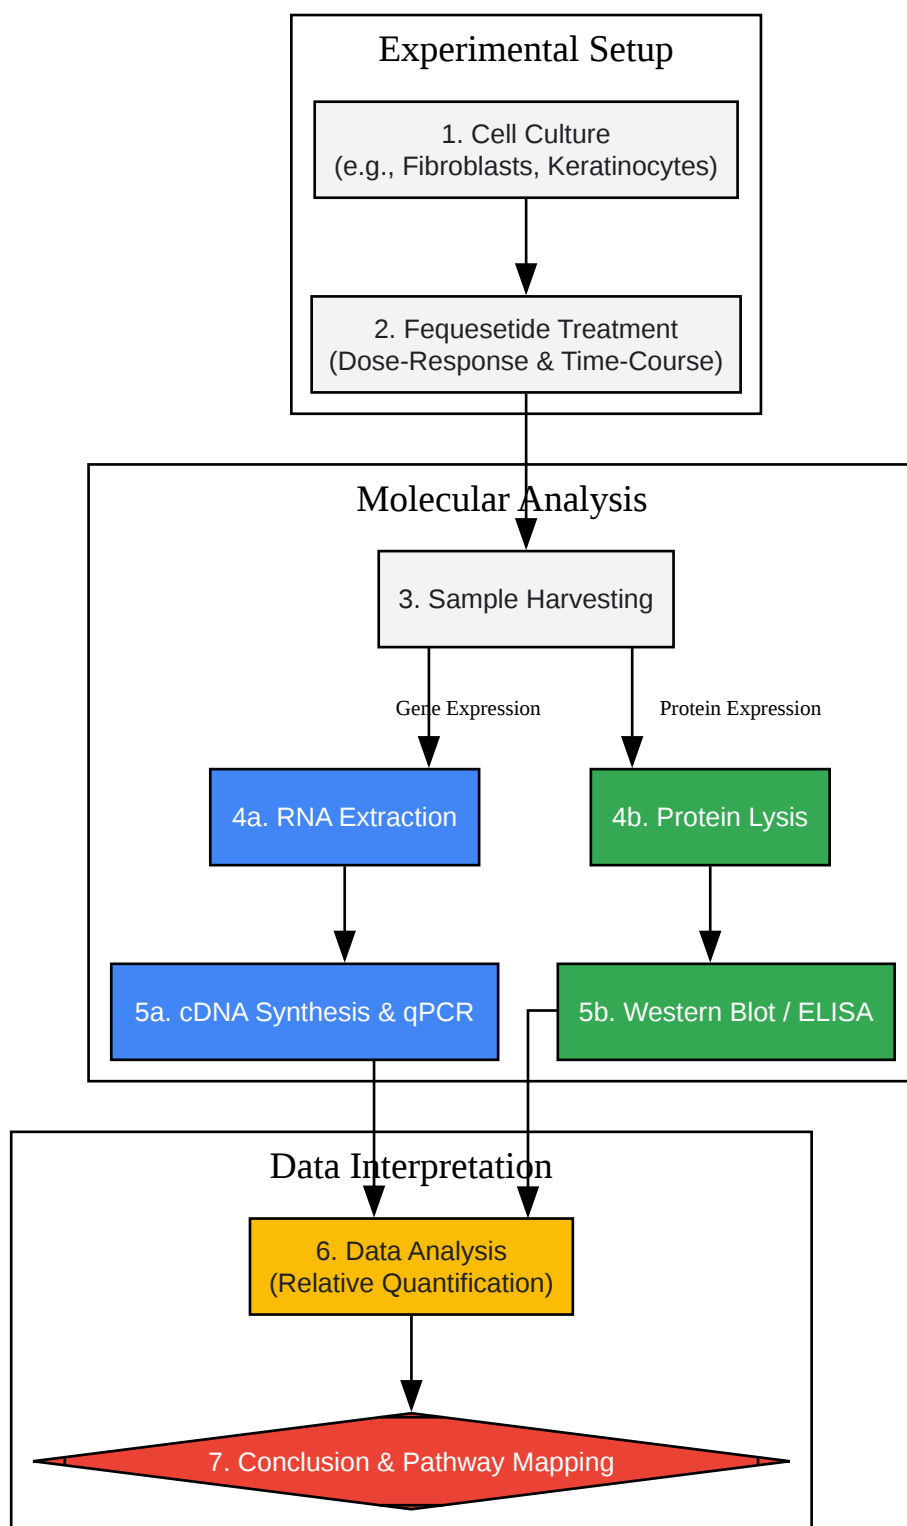 Experimental Setup
1. Cell Culture
(e.g., Fibroblasts, Keratinocytes)
2. Fequesetide Treatment
(Dose-Response & Time-Course)
Molecular Analysis
3. Sample Harvesting
Gene Expression
Protein Expression
4a. RNA Extraction
4b. Protein Lysis
5a. cDNA Synthesis & qPCR
5b. Western Blot / ELISA
Data Interpretation
6. Data Analysis
(Relative Quantification)
7. Conclusion & Pathway Mapping